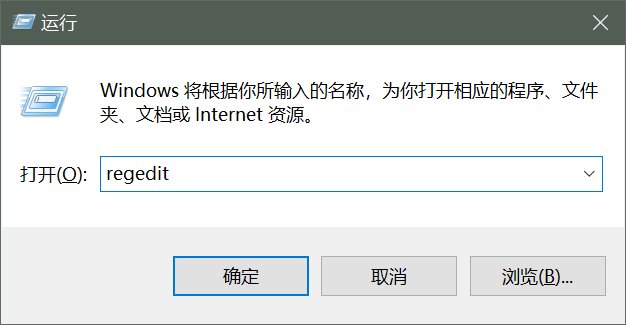 运行
Windows 将根据你所输入的名称，为你打开相应的程序、文件
夹、文档或 Internet 资源。
打开(O): regedit
确定 取消 浏览(B)...